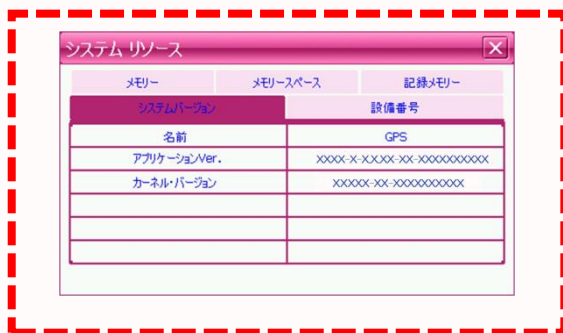 システム リソース
メモリー メモリースペース 記録メモリー
システムバージョン 設備番号
名前 GPS
アプリケーションVer. XXXX-X-X.X.XX-XX-XXXXXXXXXX
カーネル・バージョン XXXXX-XX-XXXXXXXXXX